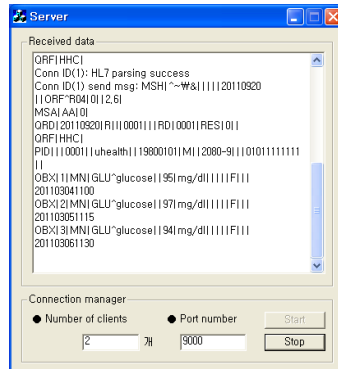 Server
Received data
QRF|HHC|
Conn ID(1): HL7 parsing success
Conn ID(1) send msg: MSH|^~₩&|||||20110920
||ORF^R04|0||2,6|
MSA|AA|0|
QRD|20110920|R|I|0001|||RD|0001|RES|0||
QRF|HHC|
PID|||0001||uhealth||19800101|M||2080-9|||01011111111
||
OBX|1|MN|GLU^glucose||95|mg/dl|||||F|||
201103041100
OBX|2|MN|GLU^glucose||97|mg/dl|||||F|||
201103051115
OBX|3|MN|GLU^glucose||94|mg/dl|||||F|||
201103061130
Connection manager
● Number of clients ● Port number Start
2 개 9000 Stop